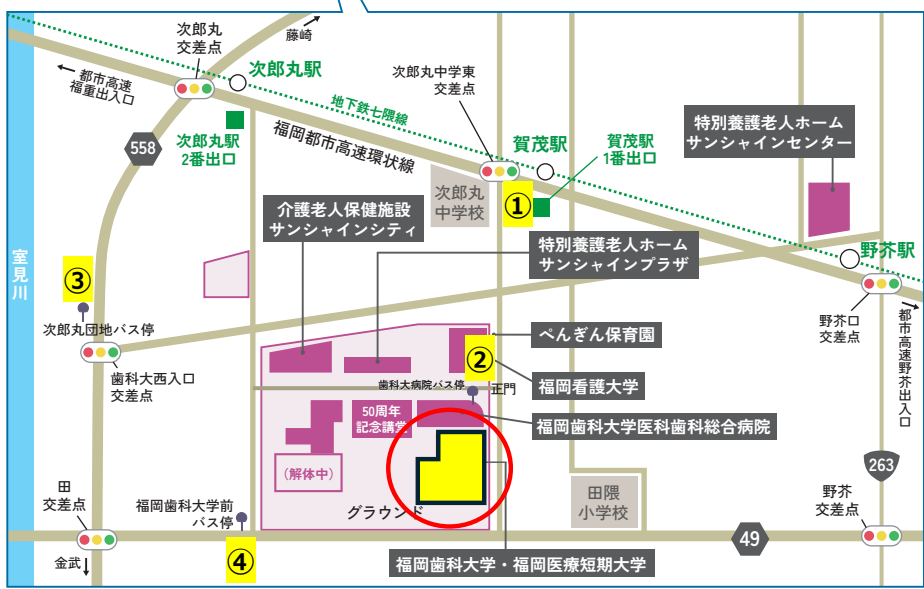 次郎丸
交差点
藤崎
都市高速
福重出入口
次郎丸駅
地下鉄七隈線
次郎丸中学東
交差点
次郎丸駅
2番出口
福岡都市高速環状線
賀茂駅
賀茂駅
1番出口
特別養護老人ホーム
サンシャインセンター
558
次郎丸
中学校
①
介護老人保健施設
サンシャインシティ
特別養護老人ホーム
サンシャインプラザ
野芥駅
室見川
③
次郎丸団地バス停
歯科大西入口
交差点
野芥口
交差点
都市高速野芥出入口
ぺんぎん保育園
②
歯科大病院バス停
正門
福岡看護大学
50周年
記念講堂
福岡歯科大学医科歯科総合病院
(解体中)
263
田
交差点
福岡歯科大学前
バス停
グラウンド
田隈
小学校
野芥
交差点
49
金武
④
福岡歯科大学・福岡医療短期大学